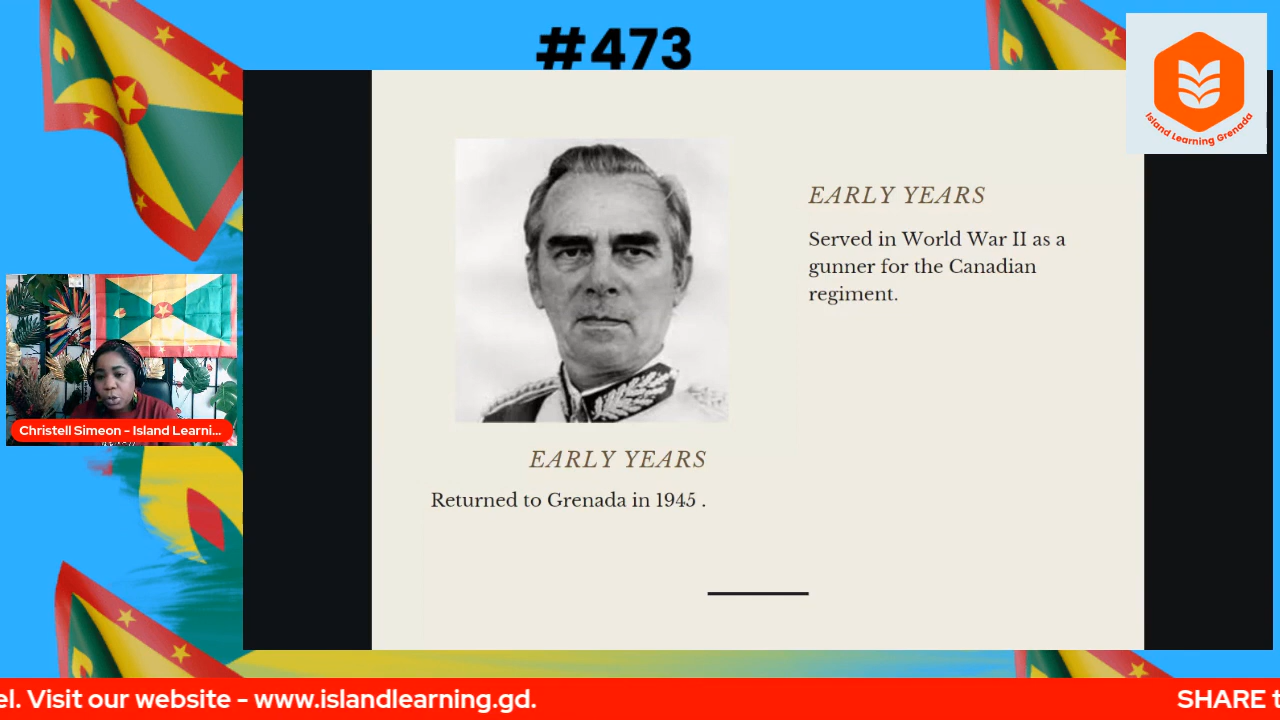 #473
Island Learning Grenada
EARLY YEARS
Served in World War II as a
gunner for the Canadian
regiment.
Christell Simeon - Island Learni...
EARLY YEARS
Returned to Grenada in 1945 .
el. Visit our website - www.islandlearning.gd.
SHARE t